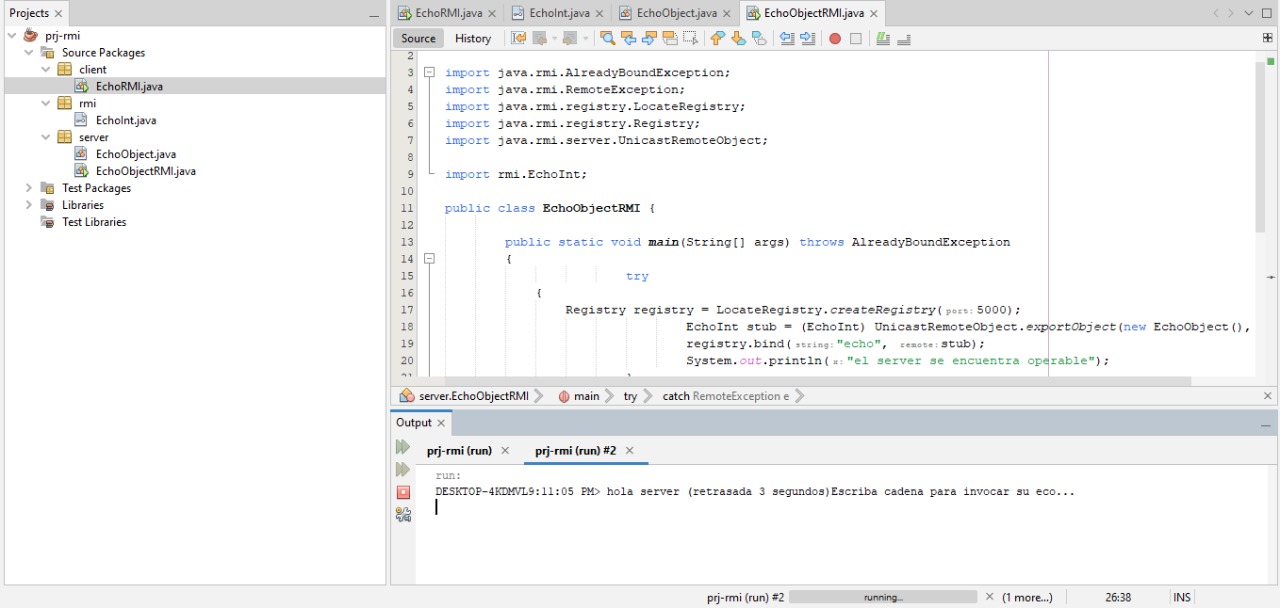 Projects
prj-rmi
Source Packages
client
EchoRMI.java
rmi
EchoInt.java
server
EchoObject.java
EchoObjectRMI.java
Test Packages
Libraries
Test Libraries
EchoRMI.java EchoInt.java EchoObject.java EchoObjectRMI.java
Source History
2
3 import java.rmi.AlreadyBoundException;
4 import java.rmi.RemoteException;
5 import java.rmi.registry.LocateRegistry;
6 import java.rmi.registry.Registry;
7 import java.rmi.server.UnicastRemoteObject;
8
9 import rmi.EchoInt;
10
11 public class EchoObjectRMI {
12
13 public static void main(String[] args) throws AlreadyBoundException
14 {
15 try
16 {
17 Registry registry = LocateRegistry.createRegistry(port: 5000);
18 EchoInt stub = (EchoInt) UnicastRemoteObject.exportObject(new EchoObject(),
19 registry.bind(string: "echo", remote: stub);
20 System.out.println(x: "el server se encuentra operable");
21 }
server.EchoObjectRMI main try catch RemoteException e
Output
prj-rmi (run) prj-rmi (run) #2
run:
DESKTOP-4KDMVL9:11:05 PM> hola server (retrasada 3 segundos)Escriba cadena para invocar su eco...
prj-rmi (run) #2 running... (1 more...) 26:38 INS